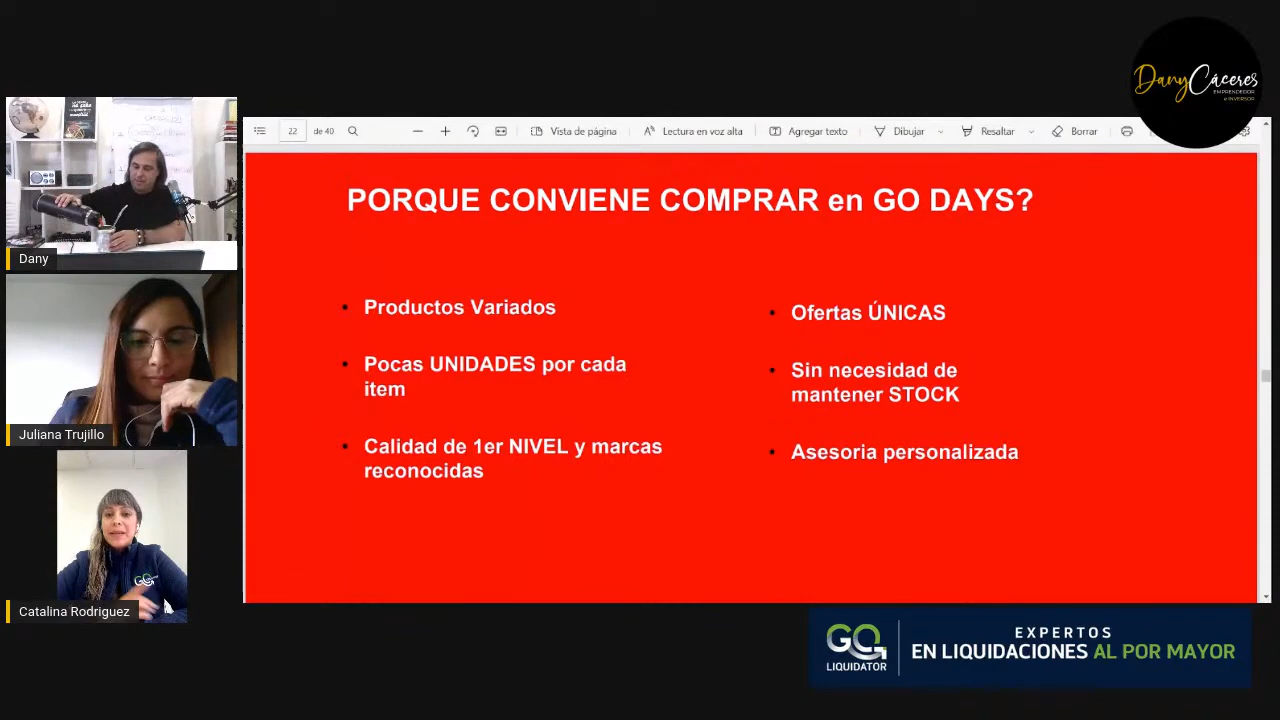 Dany Cáceres
EMPRENDEDOR
e INVERSOR
22 de 40
Vista de página
Lectura en voz alta
Agregar texto
Dibujar
Resaltar
Borrar
PORQUE CONVIENE COMPRAR en GO DAYS?
• Productos Variados
• Pocas UNIDADES por cada
item
• Calidad de 1er NIVEL y marcas
reconocidas
• Ofertas ÚNICAS
• Sin necesidad de
mantener STOCK
• Asesoria personalizada
Dany
Juliana Trujillo
Catalina Rodriguez
GO
LIQUIDATOR
EXPERTOS
EN LIQUIDACIONES AL POR MAYOR